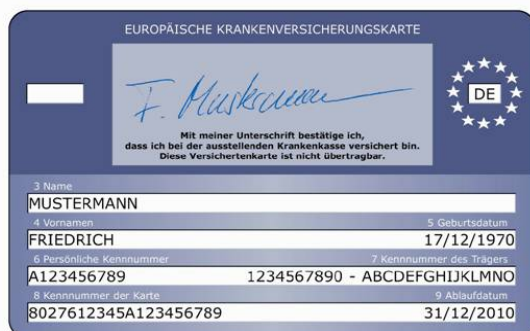 EUROPÄISCHE KRANKENVERSICHERUNGSKARTE
F. Mustermann
DE
Mit meiner Unterschrift bestätige ich,
dass ich bei der ausstellenden Krankenkasse versichert bin.
Diese Versichertenkarte ist nicht übertragbar.
3 Name
MUSTERMANN
4 Vornamen 5 Geburtsdatum
FRIEDRICH 17/12/1970
6 Persönliche Kennnummer 7 Kennnummer des Trägers
A123456789 1234567890 - ABCDEFGHIJKLMNO
8 Kennnummer der Karte 9 Ablaufdatum
8027612345A123456789 31/12/2010